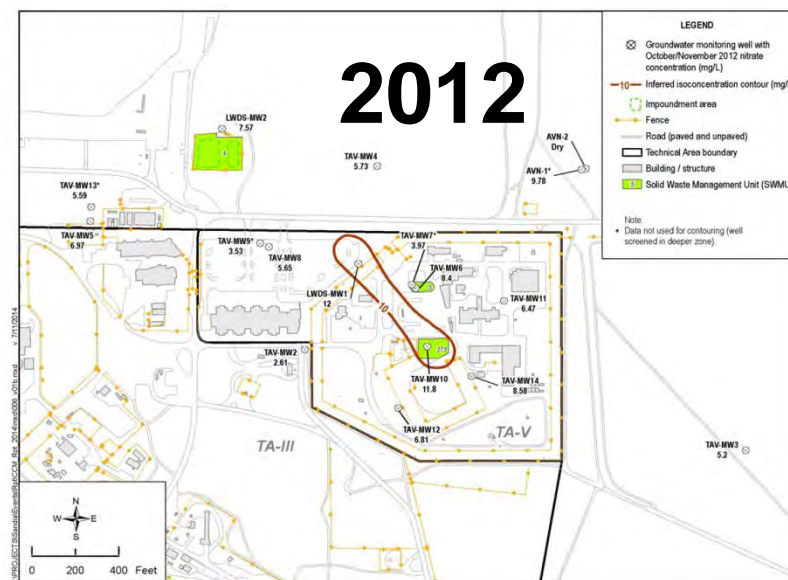 2012
LEGEND
Groundwater monitoring well with
October/November 2012 nitrate
concentration (mg/L)
10 Inferred isoconcentration contour (mg/
Impoundment area
Fence
Road (paved and unpaved)
Technical Area boundary
Building / structure
Solid Waste Management Unit (SWMU
Note:
* Data not used for contouring (well
screened in deeper zone).
LWDS-MW2
7.57
TAV-MW4
5.73
AVN-2
Dry
AVN-1*
9.78
TAV-MW13*
5.59
TAV-MW5
6.97
TAV-MW9*
3.53
TAV-MW8
5.65
TAV-MW7*
3.97
TAV-MW6
8.4
LWDS-MW1
12
10
TAV-MW11
6.47
TAV-MW2
2.61
TAV-MW10
11.8
TAV-MW14
8.58
TAV-MW12
6.81
TA-III
TA-V
TAV-MW3
5.2
N
W E
S
0 200 400 Feet